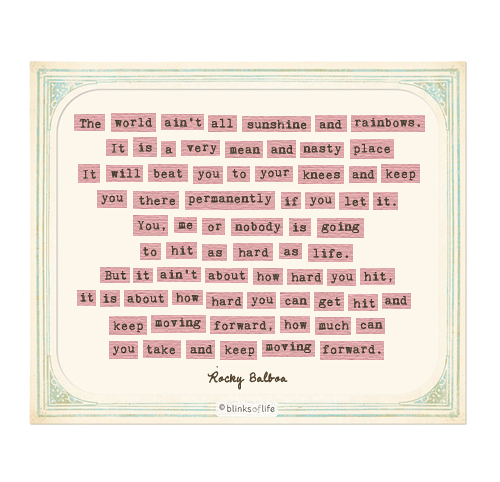 The world ain't all sunshine and rainbows.
It is a very mean and nasty place
It will beat you to your knees and keep
you there permanently if you let it.
You, me or nobody is going
to hit as hard as life.
But it ain't about how hard you hit,
it is about how hard you can get hit and
keep moving forward, how much can
you take and keep moving forward.
Rocky Balboa
© blinksoflife